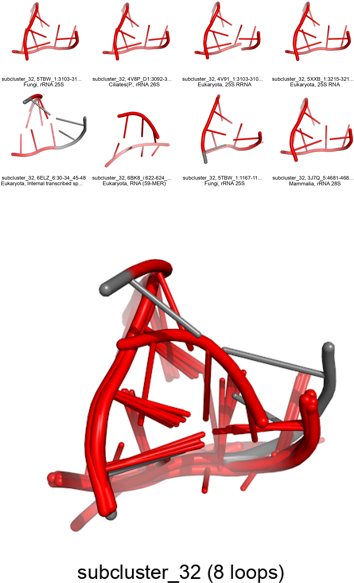 subcluster_32, 5TBW_1:3103-31...
Fungi, rRNA 25S
subcluster_32, 4V8P_D1:3092-3...
Ciliates(P., rRNA 26S
subcluster_32, 4V91_1:3103-310...
Eukaryota, 25S RRNA
subcluster_32, 5XXB_1:3215-321...
Eukaryota, 25S RNA
subcluster_32, 6ELZ_6:30-34_45-48
Eukaryota, Internal transcribed sp...
subcluster_32, 6BK8_I:622-624_...
Eukaryota, RNA (59-MER)
subcluster_32, 5TBW_1:1167-11...
Fungi, rRNA 25S
subcluster_32, 3J7Q_5:4681-468...
Mammalia, rRNA 28S
subcluster_32 (8 loops)